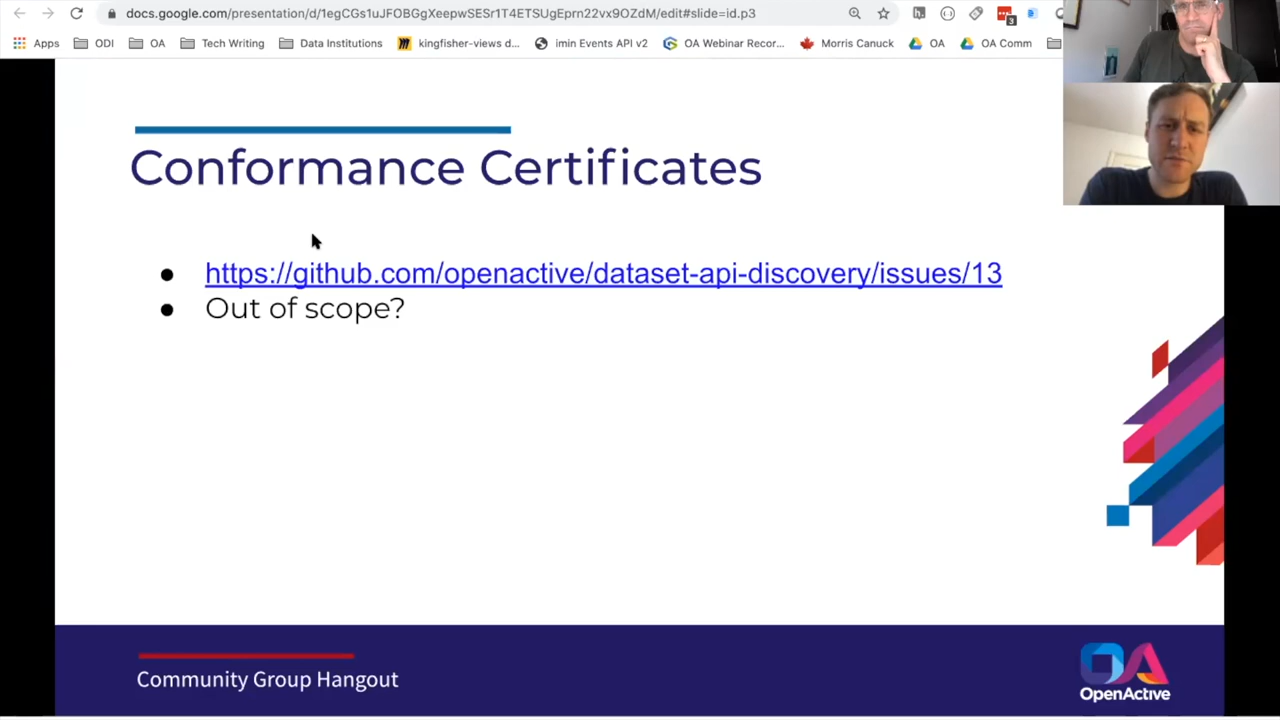 docs.google.com/presentation/d/1egCGs1uJFOBGgXeepwSESr1T4ETSUgEprn22vx9OZdM/edit#slide=id.p3
3
Apps ODI OA Tech Writing Data Institutions kingfisher-views d... imin Events API v2 OA Webinar Recor... Morris Canuck OA OA Comm
Conformance Certificates
https://github.com/openactive/dataset-api-discovery/issues/13
Out of scope?
Community Group Hangout
OA
OpenActive